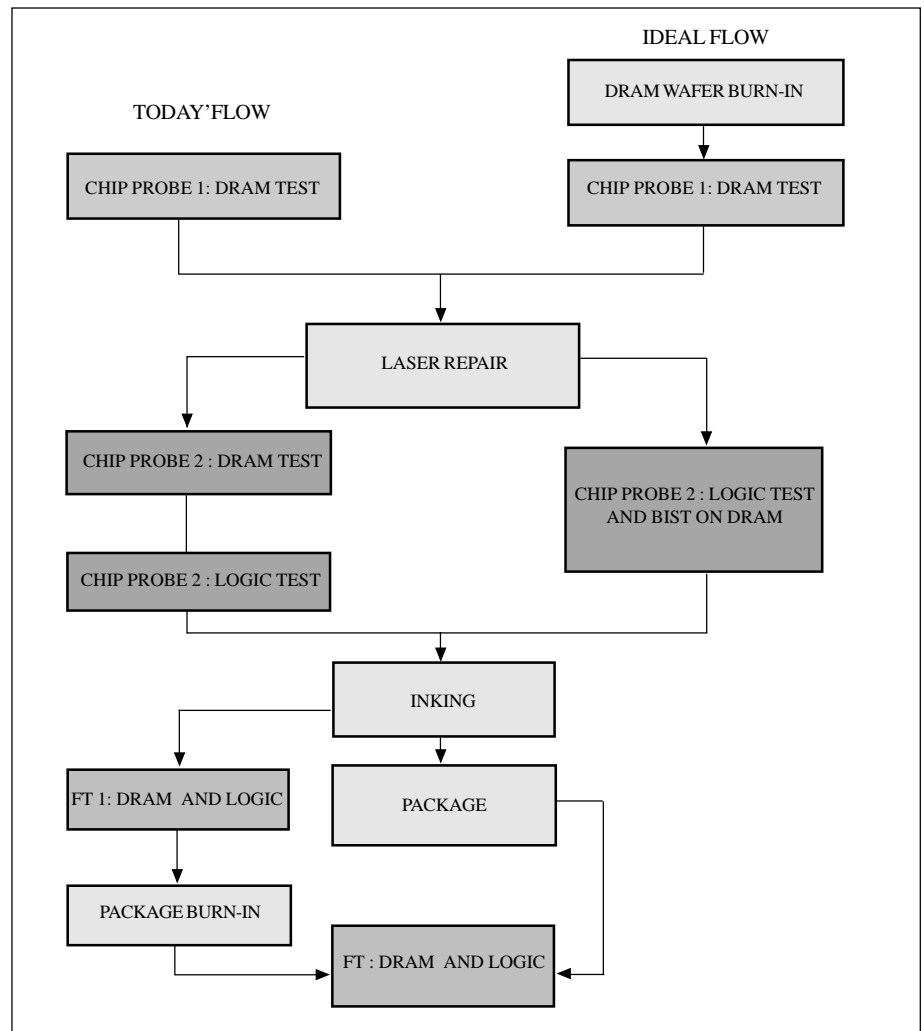 IDEAL FLOW
DRAM WAFER BURN-IN
TODAY'FLOW
CHIP PROBE 1: DRAM TEST
CHIP PROBE 1: DRAM TEST
LASER REPAIR
CHIP PROBE 2 : DRAM TEST
CHIP PROBE 2 : LOGIC TEST
AND BIST ON DRAM
CHIP PROBE 2 : LOGIC TEST
INKING
FT 1: DRAM AND LOGIC
PACKAGE
PACKAGE BURN-IN
FT : DRAM AND LOGIC